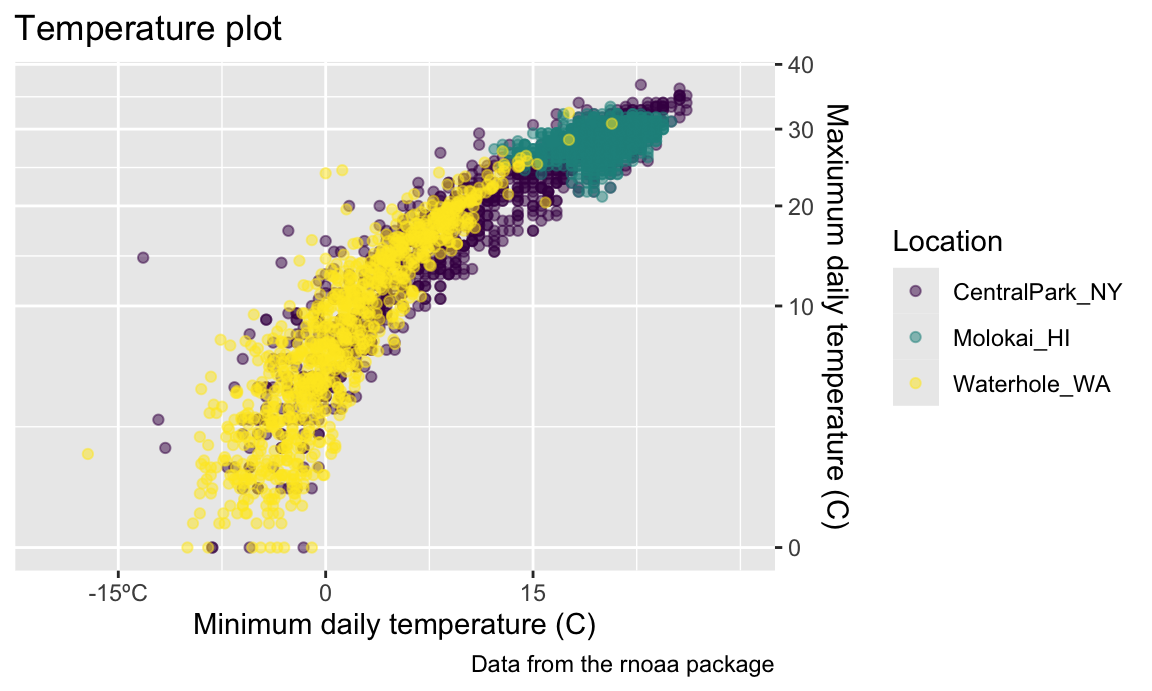 Temperature plot
40
30
20
10
0
Maxiumum daily temperature (C)
-15ºC
0
15
Minimum daily temperature (C)
Data from the rnoaa package
Location
CentralPark_NY
Molokai_HI
Waterhole_WA